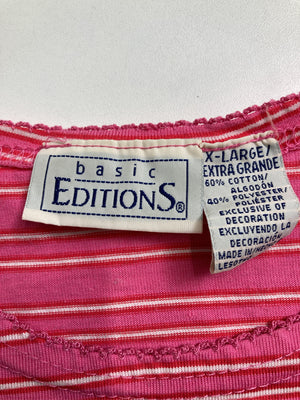 basic
EDITIONS®
X-LARGE/
EXTRA GRANDE
60% COTTON/
ALGODÓN
40% POLYESTER/
POLIÉSTER
EXCLUSIVE OF
DECORATION
EXCLUYENDO LA
DECORACIÓN
MADE IN/HECHO